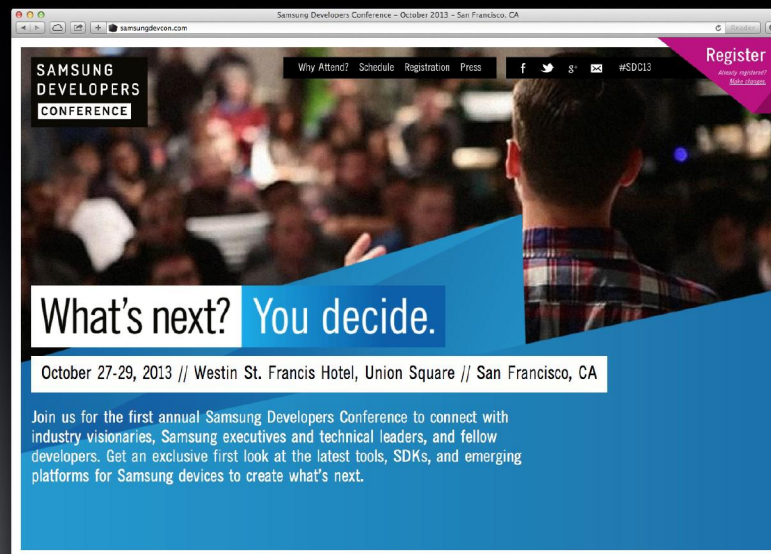 Samsung Developers Conference – October 2013 – San Francisco, CA
samsungdevcon.com
Reader
SAMSUNG
DEVELOPERS
CONFERENCE
Why Attend? Schedule Registration Press
f g+ #SDC13
Register
Already registered?
Make changes.
What's next? You decide.
October 27-29, 2013 // Westin St. Francis Hotel, Union Square // San Francisco, CA
Join us for the first annual Samsung Developers Conference to connect with
industry visionaries, Samsung executives and technical leaders, and fellow
developers. Get an exclusive first look at the latest tools, SDKs, and emerging
platforms for Samsung devices to create what's next.